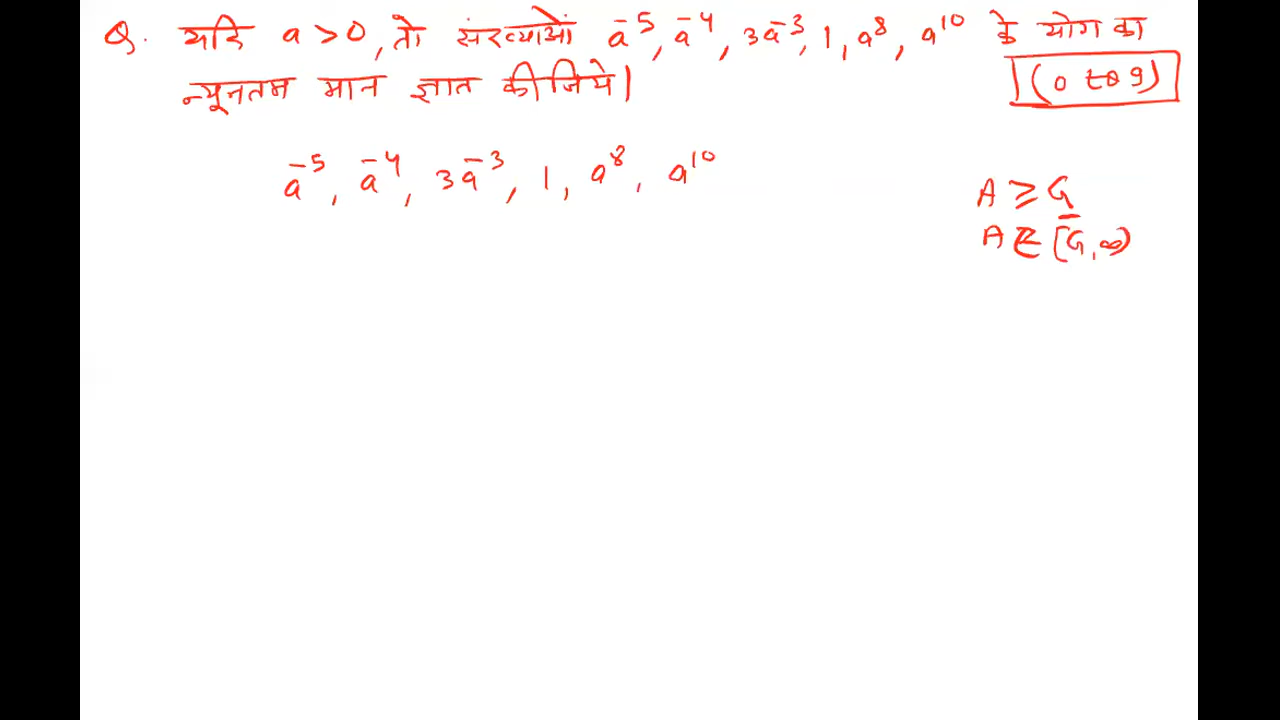 Q. यदि a > 0, तो संख्याओं a⁻⁵, a⁻⁴, 3a⁻³, 1, a⁸, a¹⁰ के योग का
न्यूनतम मान ज्ञात कीजिये। (0 to 9)
a⁻⁵, a⁻⁴, 3a⁻³, 1, a⁸, a¹⁰
A ≥ G
A ∈ [G, ∞)